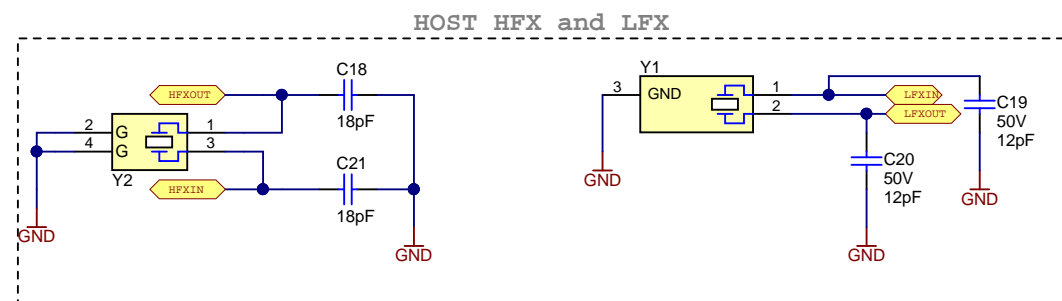 HOST HFX and LFX
C18
HFXOUT
18pF
2
G
1
4
G
3
Y2
HFXIN
C21
18pF
GND
GND
Y1
3
GND
1
2
LFXIN
LFXOUT
C19
50V
12pF
C20
50V
12pF
GND
GND
GND